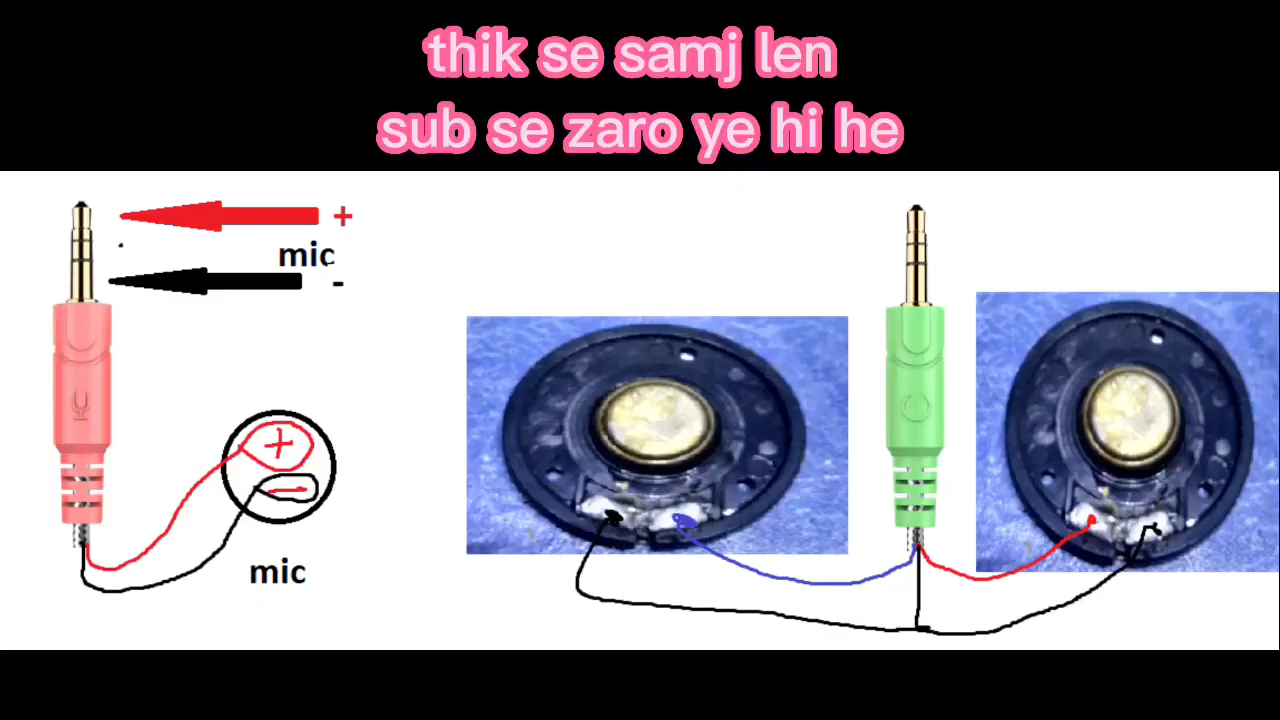 thik se samj len
sub se zaro ye hi he
+
mic
-
+
-
mic